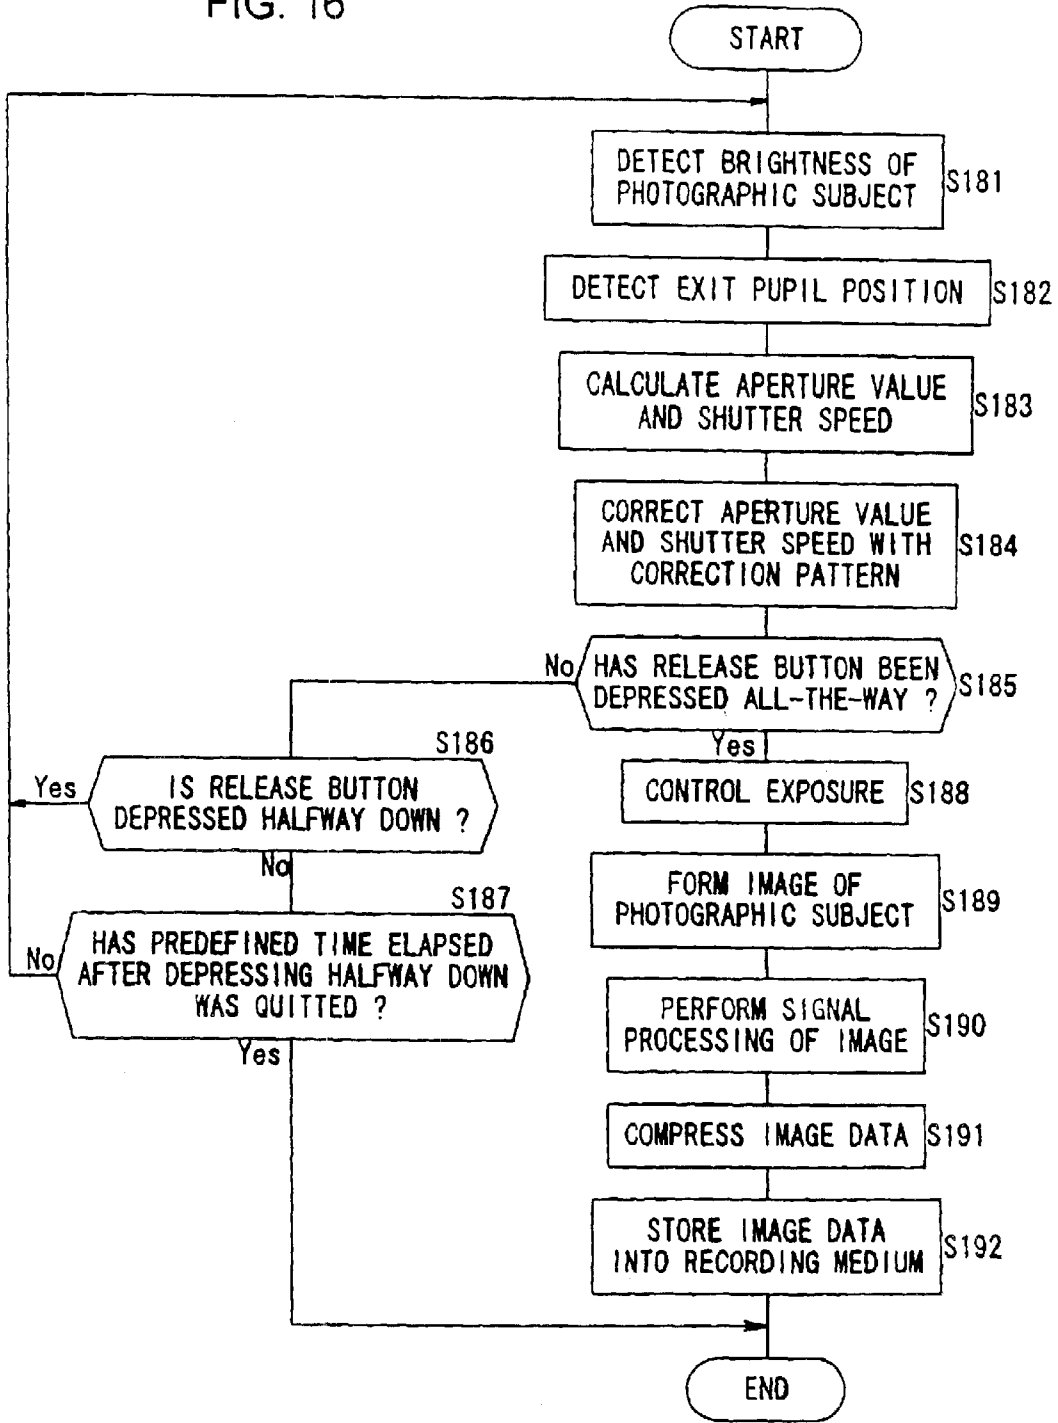 FIG. 16
START
DETECT BRIGHTNESS OF
PHOTOGRAPHIC SUBJECT
S181
DETECT EXIT PUPIL POSITION
S182
CALCULATE APERTURE VALUE
AND SHUTTER SPEED
S183
CORRECT APERTURE VALUE
AND SHUTTER SPEED WITH
CORRECTION PATTERN
S184
HAS RELEASE BUTTON BEEN
DEPRESSED ALL-THE-WAY ?
S185
No
Yes
S186
IS RELEASE BUTTON
DEPRESSED HALFWAY DOWN ?
Yes
No
S187
HAS PREDEFINED TIME ELAPSED
AFTER DEPRESSING HALFWAY DOWN
WAS QUITTED ?
No
Yes
CONTROL EXPOSURE
S188
FORM IMAGE OF
PHOTOGRAPHIC SUBJECT
S189
PERFORM SIGNAL
PROCESSING OF IMAGE
S190
COMPRESS IMAGE DATA
S191
STORE IMAGE DATA
INTO RECORDING MEDIUM
S192
END